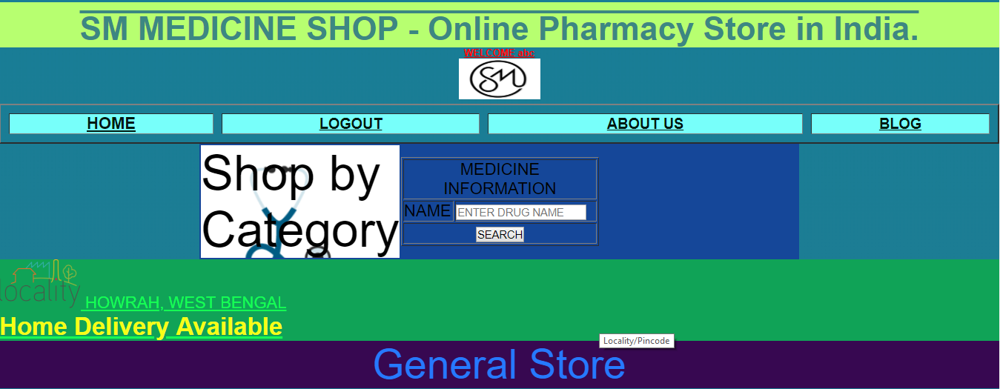 SM MEDICINE SHOP - Online Pharmacy Store in India.
WELCOME abc
SM
HOME LOGOUT ABOUT US BLOG
Shop by
Category
MEDICINE
INFORMATION
NAME ENTER DRUG NAME
SEARCH
locality HOWRAH, WEST BENGAL
Home Delivery Available
Locality/Pincode
General Store